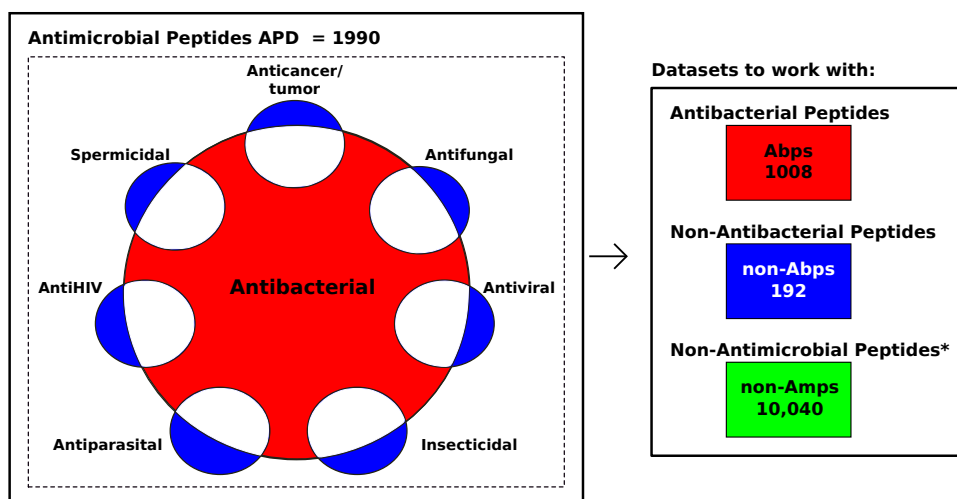 Antimicrobial Peptides APD = 1990
Anticancer/
tumor
Spermicidal
Antifungal
AntiHIV
Antibacterial
Antiviral
Antiparasital
Insecticidal
Datasets to work with:
Antibacterial Peptides
Abps
1008
Non-Antibacterial Peptides
non-Abps
192
Non-Antimicrobial Peptides*
non-Amps
10,040